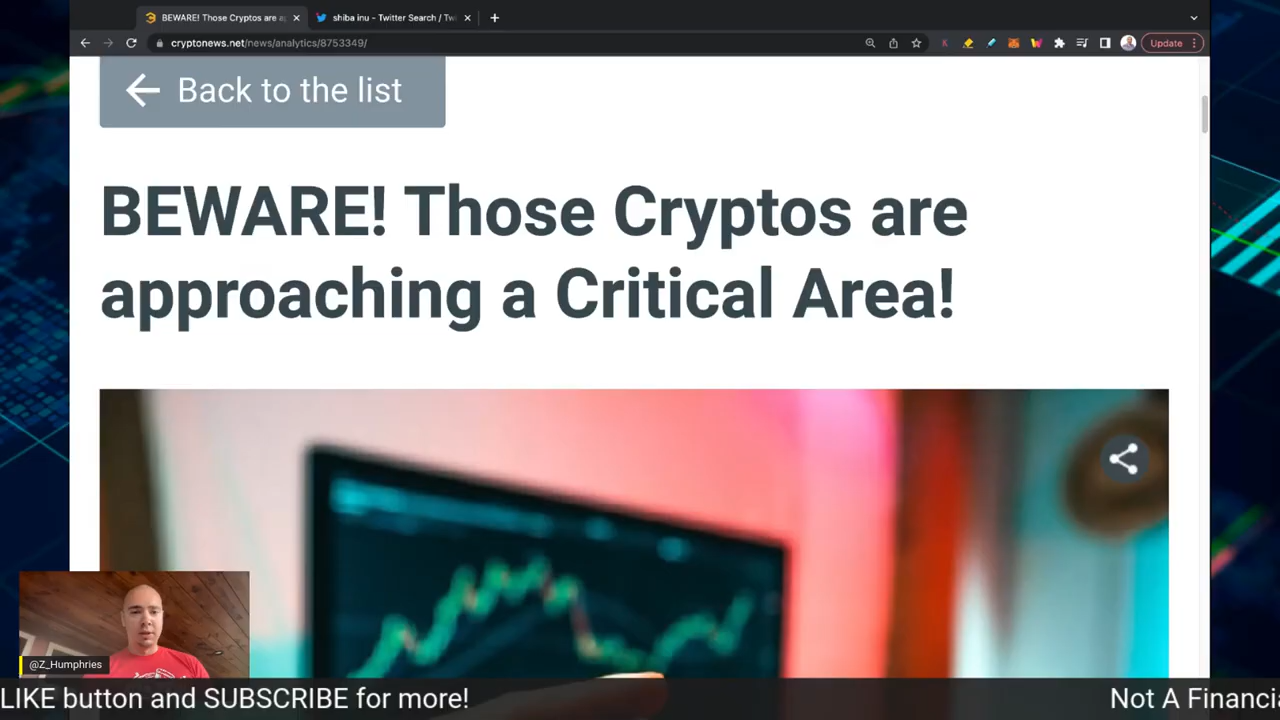 BEWARE! Those Cryptos are a
shiba inu - Twitter Search / Tw
cryptonews.net/news/analytics/8753349/
Update
Back to the list
BEWARE! Those Cryptos are
approaching a Critical Area!
@Z_Humphries
LIKE button and SUBSCRIBE for more!
Not A Financi